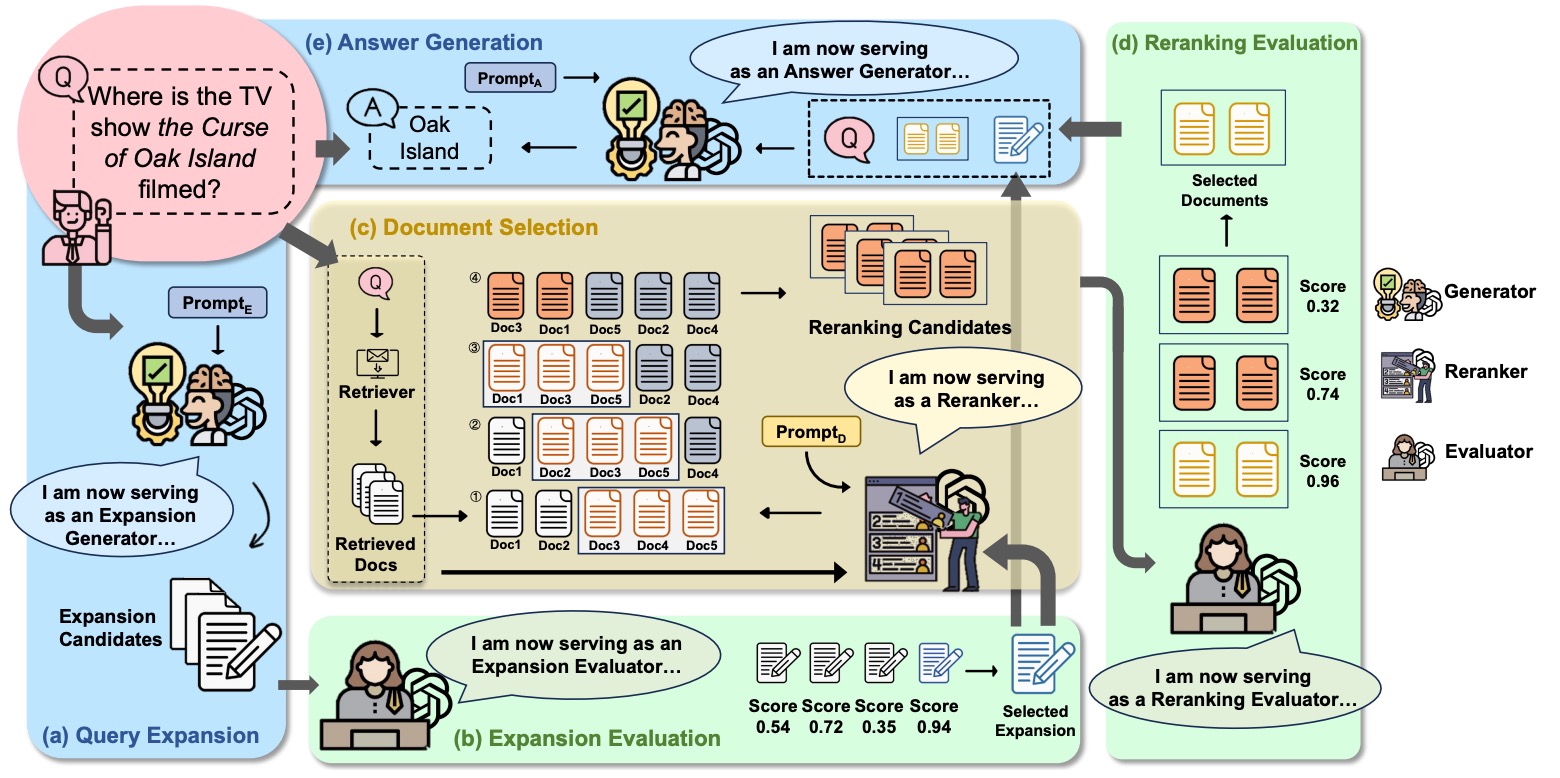 Q
Where is the TV
show the Curse
of Oak Island
filmed?
(e) Answer Generation
Prompt_A
I am now serving
as an Answer Generator…
A
Oak
Island
Q
(d) Reranking Evaluation
Selected
Documents
Score
0.32
Score
0.74
Score
0.96
I am now serving
as a Reranking Evaluator…
Generator
Reranker
Evaluator
(c) Document Selection
Q
Retriever
Retrieved
Docs
④
Doc3 Doc1 Doc5 Doc2 Doc4
③
Doc1 Doc3 Doc5 Doc2 Doc4
②
Doc1 Doc2 Doc3 Doc5 Doc4
①
Doc1 Doc2 Doc3 Doc4 Doc5
Reranking Candidates
I am now serving
as a Reranker…
Prompt_D
1
2
3
4
Prompt_E
I am now serving
as an Expansion
Generator…
Expansion
Candidates
(a) Query Expansion
I am now serving as an
Expansion Evaluator…
Score Score Score Score
0.54 0.72 0.35 0.94
Selected
Expansion
(b) Expansion Evaluation